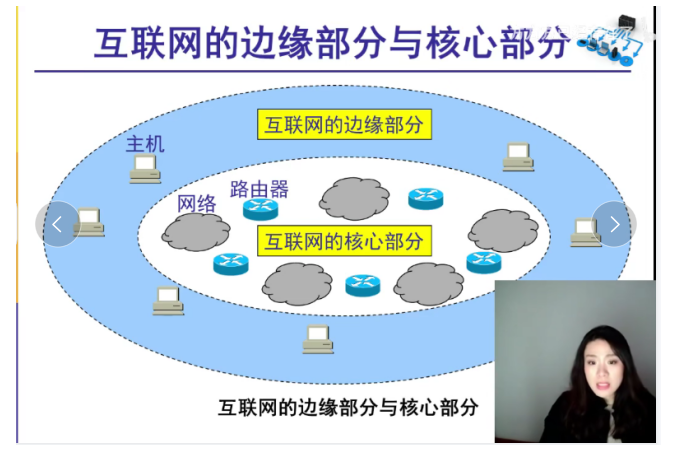 互联网的边缘部分与核心部分
互联网的边缘部分
主机
路由器
网络
互联网的核心部分
互联网的边缘部分与核心部分